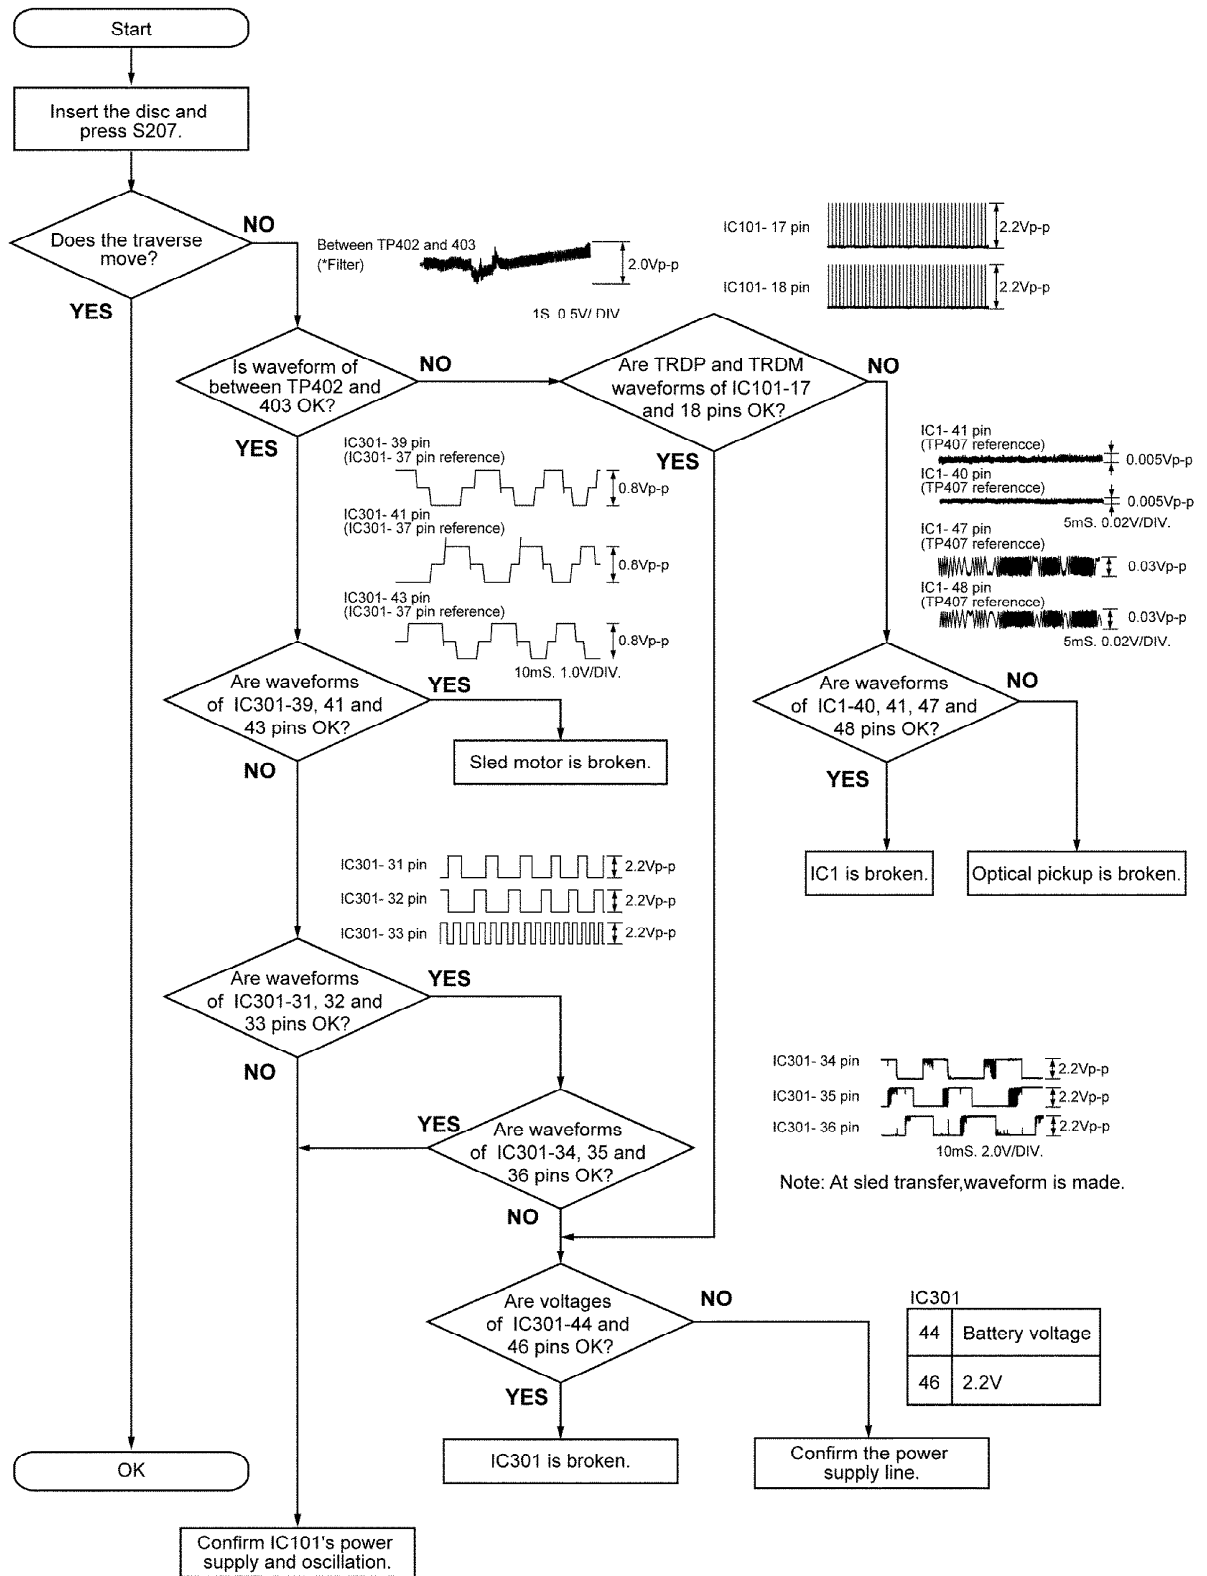 Start
Insert the disc and
press S207.
Does the traverse
move?
NO
YES
Between TP402 and 403
(*Filter)
2.0Vp-p
1S. 0.5V/ DIV
IC101- 17 pin
2.2Vp-p
IC101- 18 pin
2.2Vp-p
Is waveform of
between TP402 and
403 OK?
NO
YES
Are TRDP and TRDM
waveforms of IC101-17
and 18 pins OK?
NO
YES
IC301- 39 pin
(IC301- 37 pin reference)
0.8Vp-p
IC301- 41 pin
(IC301- 37 pin reference)
0.8Vp-p
IC301- 43 pin
(IC301- 37 pin reference)
0.8Vp-p
10mS. 1.0V/DIV.
IC1- 41 pin
(TP407 referencce)
0.005Vp-p
IC1- 40 pin
(TP407 referencce)
0.005Vp-p
5mS. 0.02V/DIV.
IC1- 47 pin
(TP407 referencce)
0.03Vp-p
IC1- 48 pin
(TP407 referencce)
0.03Vp-p
5mS. 0.02V/DIV.
Are waveforms
of IC301-39, 41 and
43 pins OK?
YES
NO
Sled motor is broken.
Are waveforms
of IC1-40, 41, 47 and
48 pins OK?
NO
YES
IC1 is broken.
Optical pickup is broken.
IC301- 31 pin
2.2Vp-p
IC301- 32 pin
2.2Vp-p
IC301- 33 pin
2.2Vp-p
Are waveforms
of IC301-31, 32 and
33 pins OK?
YES
NO
IC301- 34 pin
2.2Vp-p
IC301- 35 pin
2.2Vp-p
IC301- 36 pin
2.2Vp-p
10mS. 2.0V/DIV.
Note: At sled transfer,waveform is made.
YES
Are waveforms
of IC301-34, 35 and
36 pins OK?
NO
Are voltages
of IC301-44 and
46 pins OK?
NO
YES
IC301
44 Battery voltage
46 2.2V
IC301 is broken.
Confirm the power
supply line.
OK
Confirm IC101's power
supply and oscillation.